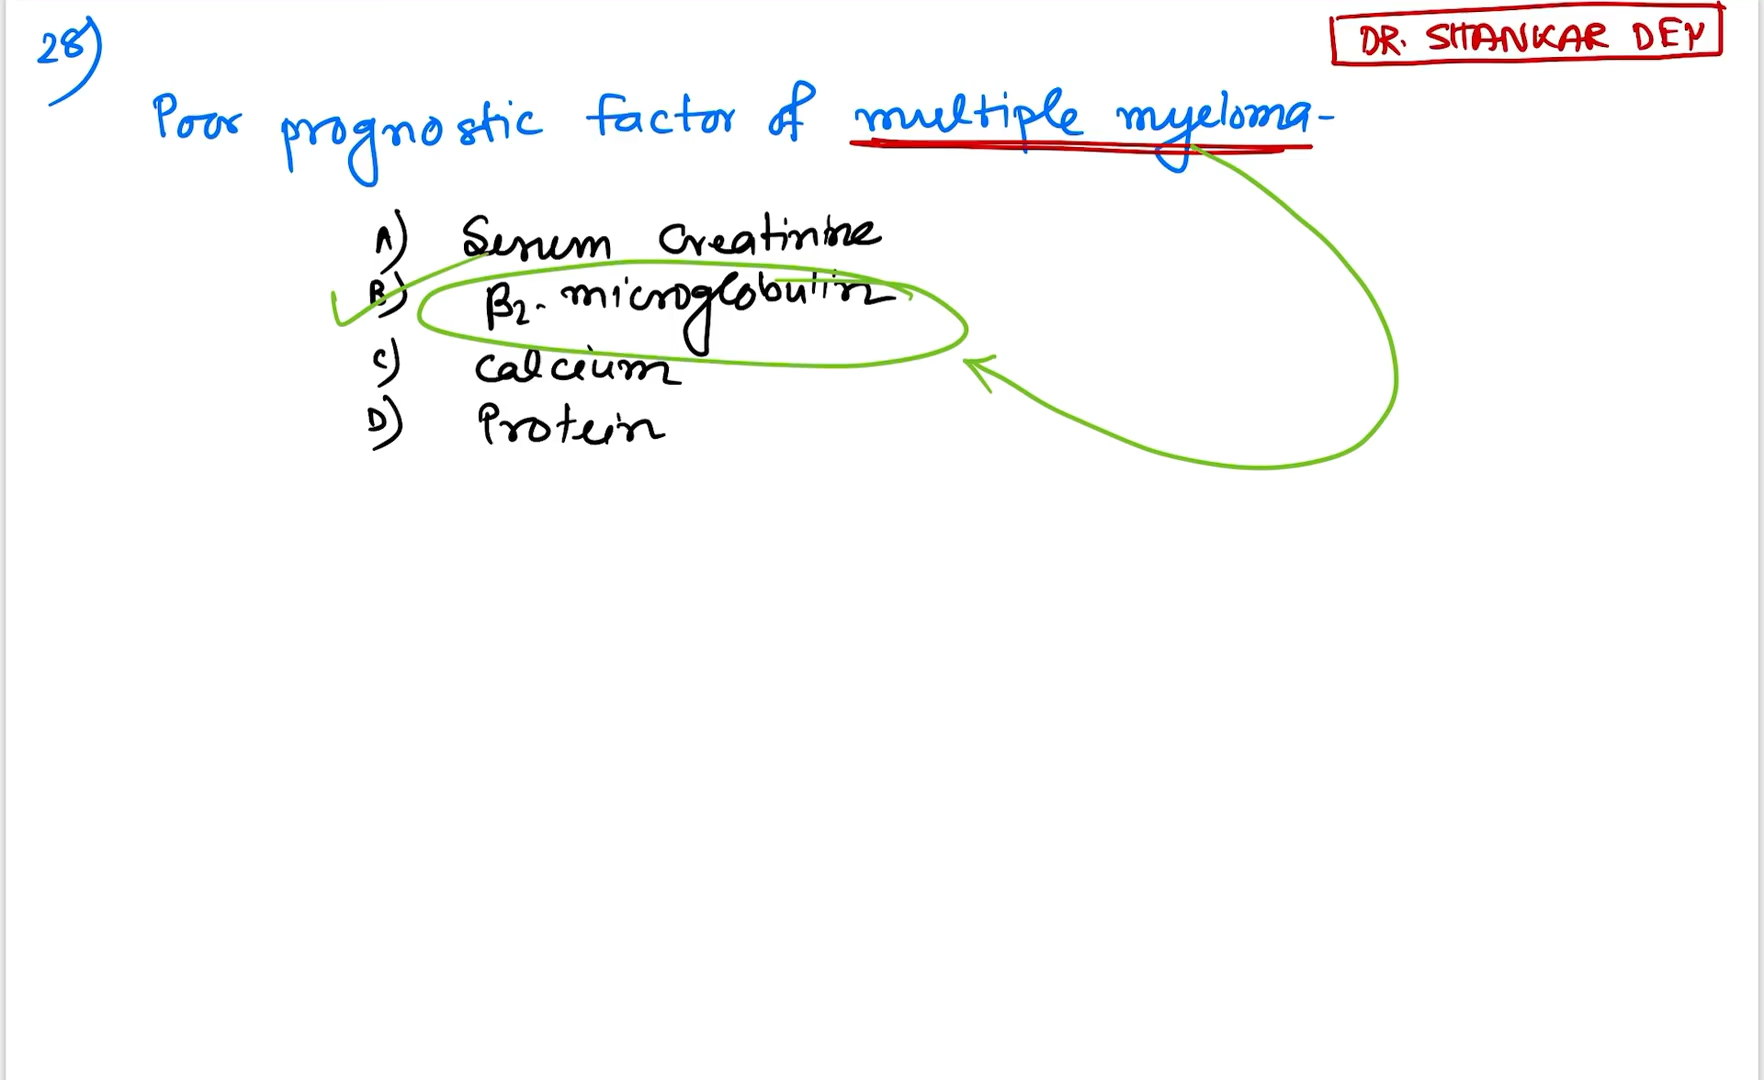 28)
DR. SHANKAR DEY
Poor prognostic factor of multiple myeloma-
A) Serum Creatinine
B) β2- microglobulin
C) Calcium
D) Protein